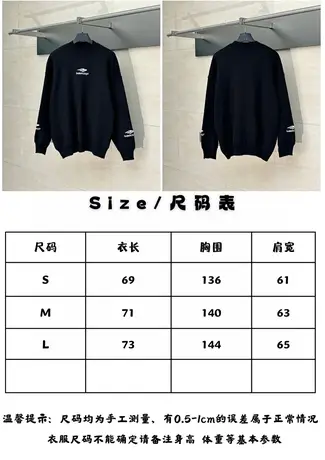 Size/尺码表
尺码 衣长 胸围 肩宽
S 69 136 61
M 71 140 63
L 73 144 65
温馨提示：尺码均为手工测量、有0.5-1cm的误差属于正常情况
衣服尺码不能确定请备注身高 体重等基本参数